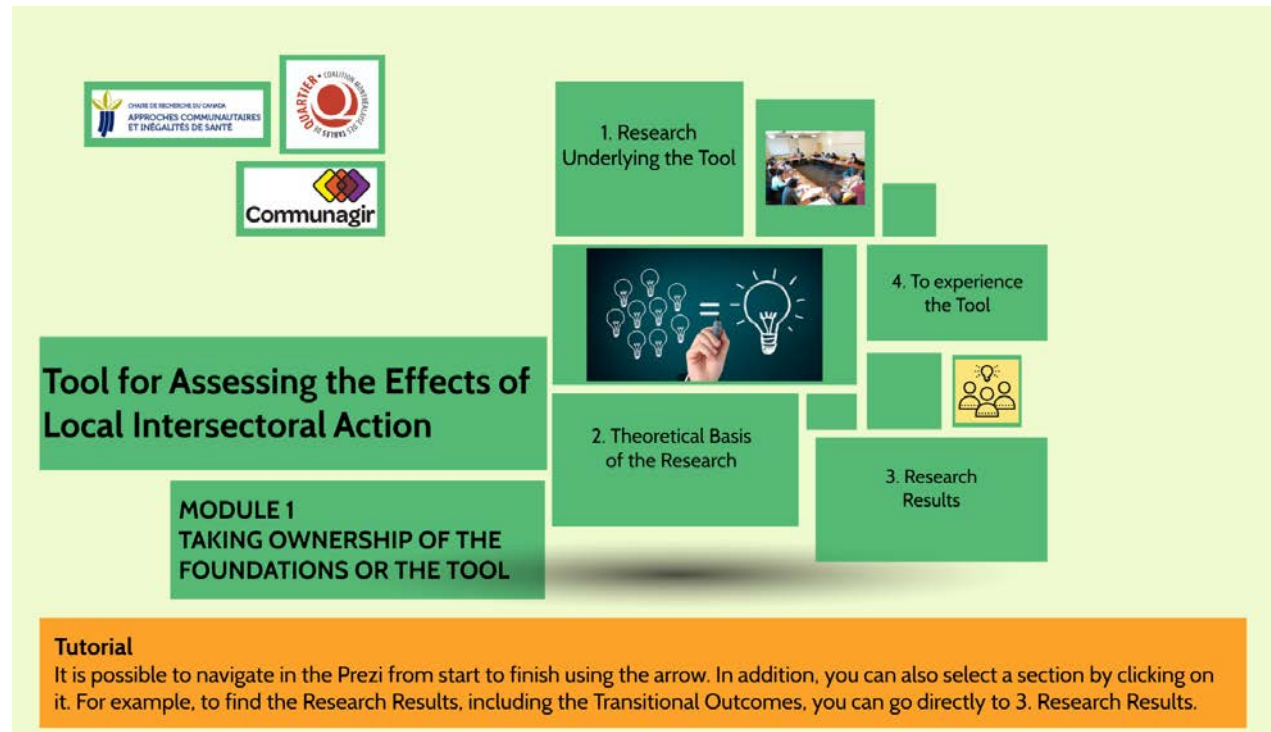 CHAIRE DE RECHERCHE DU CANADA
APPROCHES COMMUNAUTAIRES
ET INÉGALITÉS DE SANTÉ
COALITION MONTRÉALAISE DES TABLES DE QUARTIER
Communagir
1. Research
Underlying the Tool
4. To experience
the Tool
Tool for Assessing the Effects of
Local Intersectoral Action
2. Theoretical Basis
of the Research
3. Research
Results
MODULE 1
TAKING OWNERSHIP OF THE
FOUNDATIONS OR THE TOOL
Tutorial
It is possible to navigate in the Prezi from start to finish using the arrow. In addition, you can also select a section by clicking on
it. For example, to find the Research Results, including the Transitional Outcomes, you can go directly to 3. Research Results.